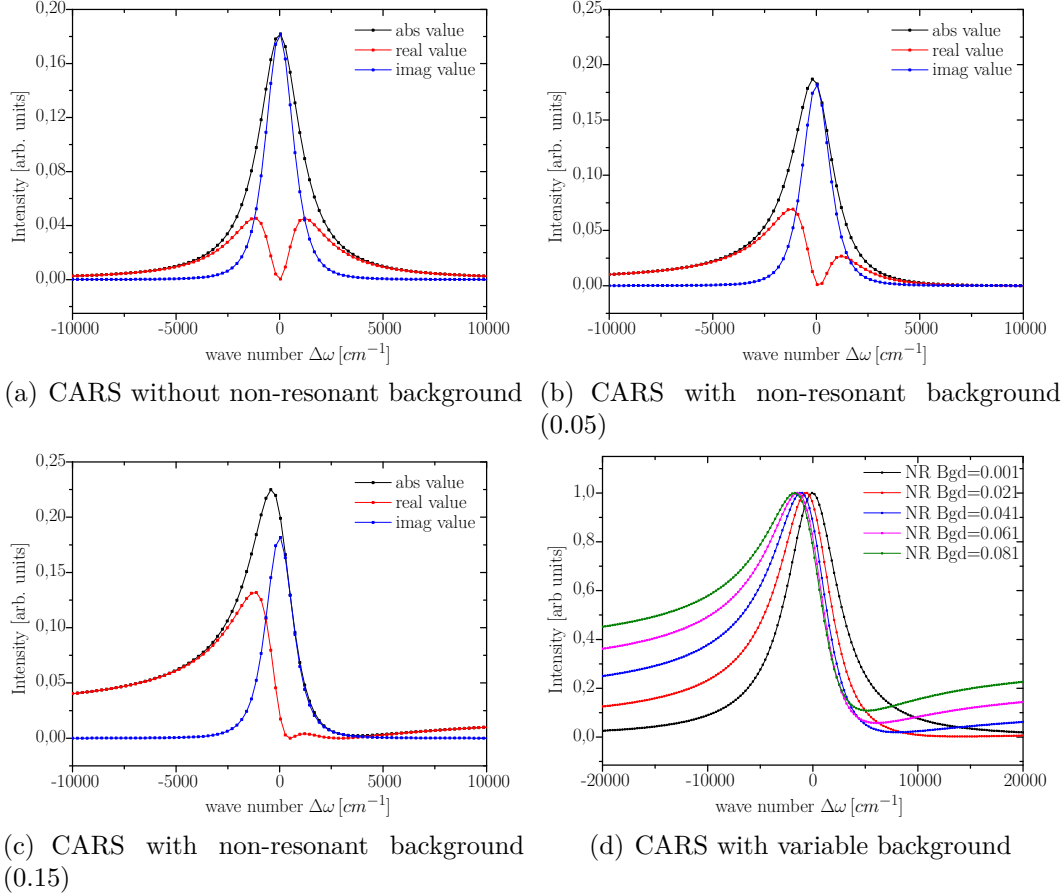 0,20
0,16
0,12
0,08
0,04
0,00
Intensity [arb. units]
abs value
real value
imag value
-10000 -5000 0 5000 10000
wave number Δω [cm⁻¹]
(a) CARS without non-resonant background
0,25
0,20
0,15
0,10
0,05
0,00
Intensity [arb. units]
abs value
real value
imag value
-10000 -5000 0 5000 10000
wave number Δω [cm⁻¹]
(b) CARS with non-resonant background
(0.05)
0,25
0,20
0,15
0,10
0,05
0,00
Intensity [arb. units]
abs value
real value
imag value
-10000 -5000 0 5000 10000
wave number Δω [cm⁻¹]
(c) CARS with non-resonant background
(0.15)
1,0
0,8
0,6
0,4
0,2
0,0
Intensity [arb units]
NR Bgd=0.001
NR Bgd=0.021
NR Bgd=0.041
NR Bgd=0.061
NR Bgd=0.081
-20000 -10000 0 10000 20000
wave number Δω [cm⁻¹]
(d) CARS with variable background